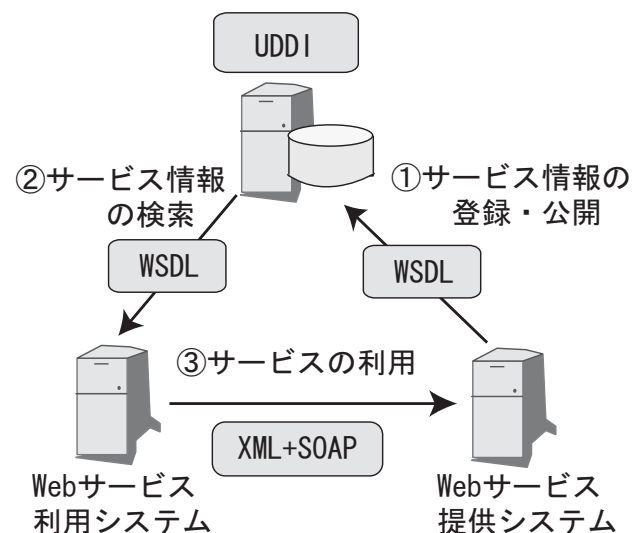 UDDI
②サービス情報
の検索
①サービス情報の
登録・公開
WSDL
WSDL
③サービスの利用
XML+SOAP
Webサービス
利用システム
Webサービス
提供システム